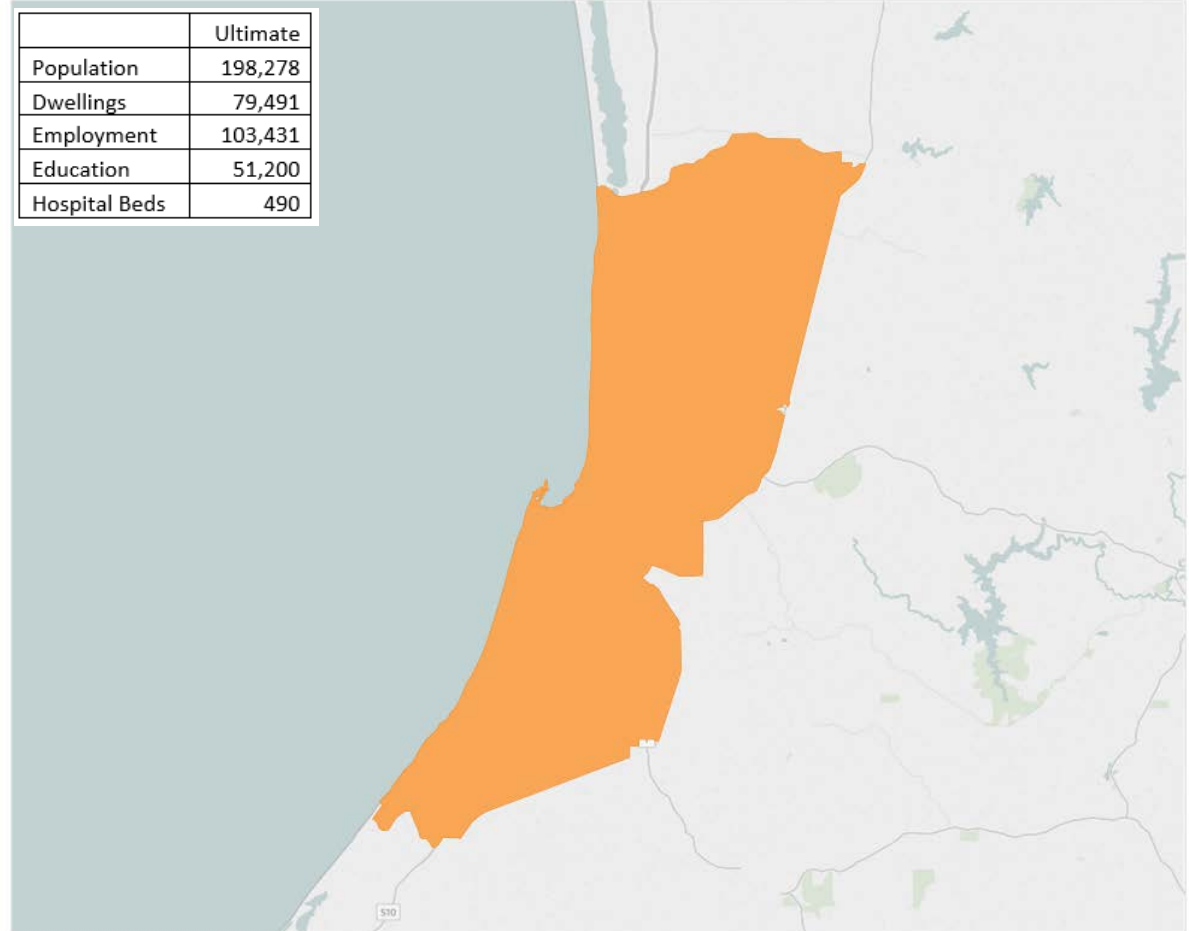 Ultimate
Population 198,278
Dwellings 79,491
Employment 103,431
Education 51,200
Hospital Beds 490
S10